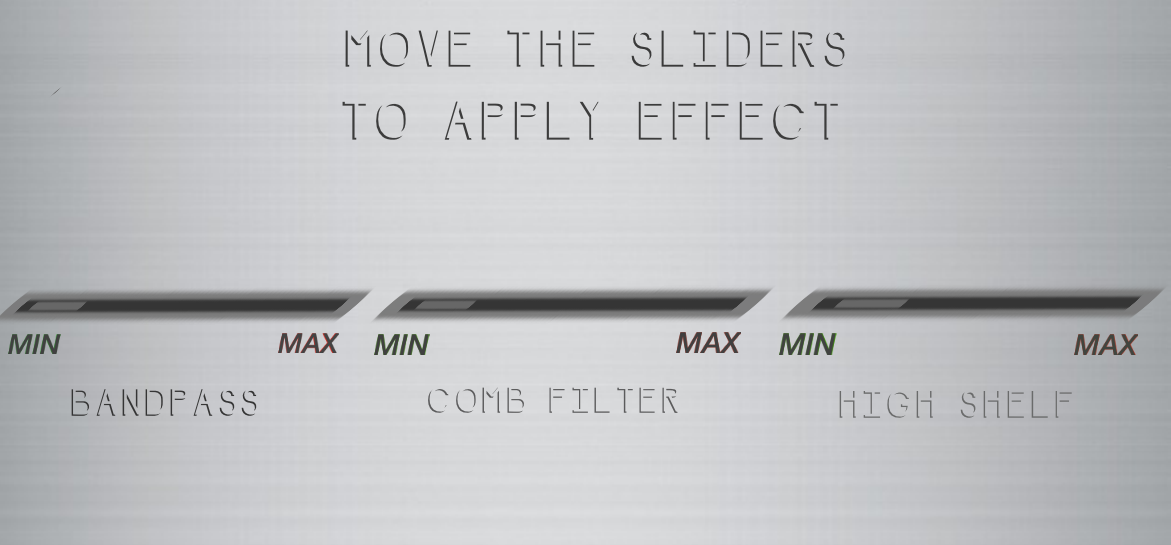 MOVE THE SLIDERS
TO APPLY EFFECT
MIN MAX MIN MAX MIN MAX
BANDPASS COMB FILTER HIGH SHELF